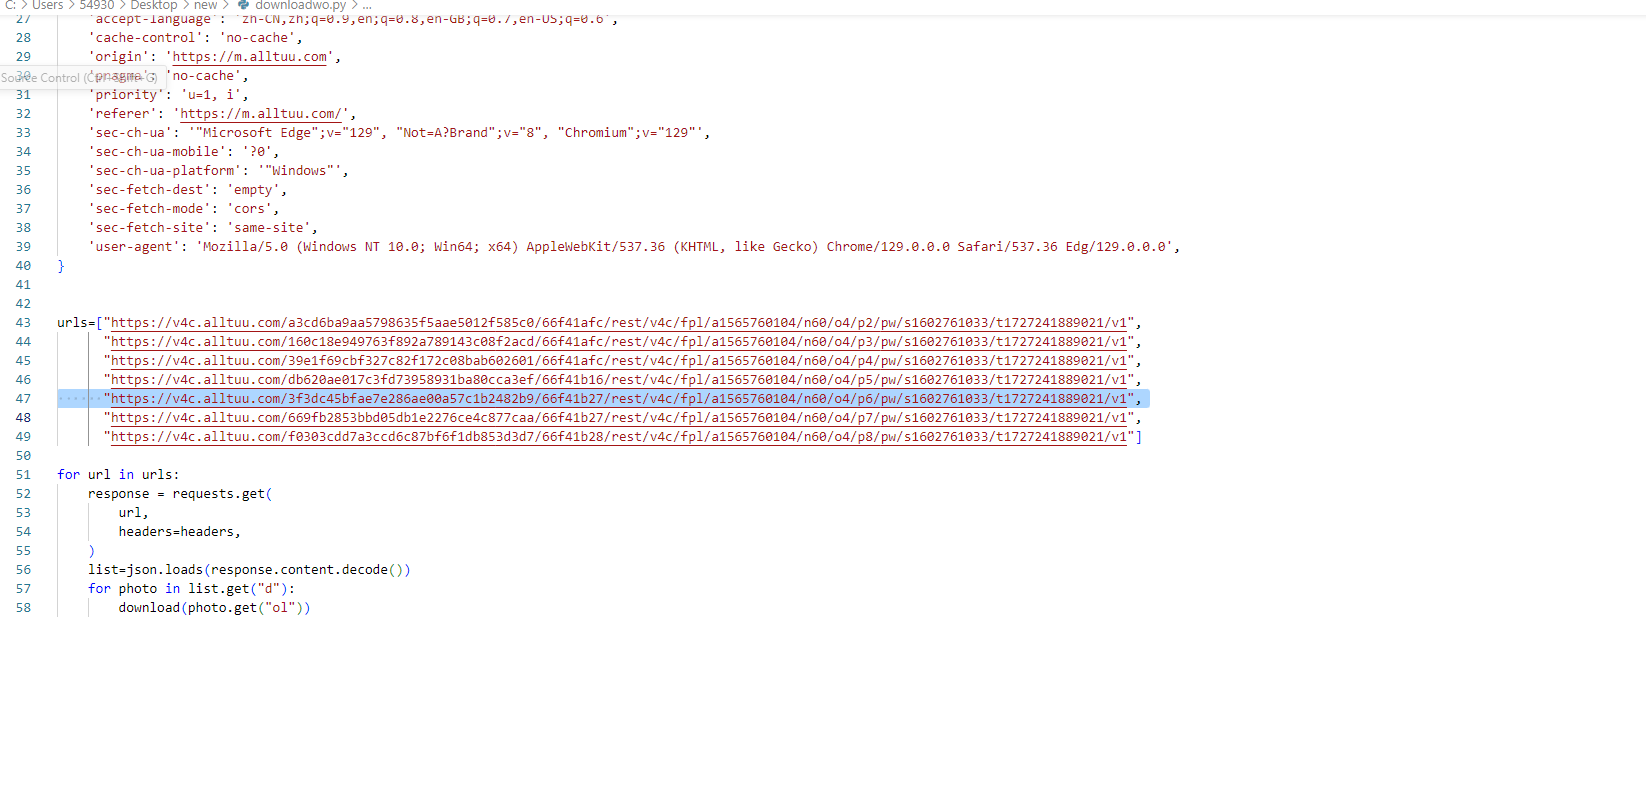 C: > Users > 54930 > Desktop > new > downloadwo.py > ...
27 'accept-language': 'zh-CN,zh;q=0.9,en;q=0.8,en-GB;q=0.7,en-US;q=0.6',
28 'cache-control': 'no-cache',
29 'origin': 'https://m.alltuu.com',
30 'pragma': 'no-cache',
Source Control (Ctrl+Shift+G)
31 'priority': 'u=1, i',
32 'referer': 'https://m.alltuu.com/',
33 'sec-ch-ua': '"Microsoft Edge";v="129", "Not=A?Brand";v="8", "Chromium";v="129"',
34 'sec-ch-ua-mobile': '?0',
35 'sec-ch-ua-platform': '"Windows"',
36 'sec-fetch-dest': 'empty',
37 'sec-fetch-mode': 'cors',
38 'sec-fetch-site': 'same-site',
39 'user-agent': 'Mozilla/5.0 (Windows NT 10.0; Win64; x64) AppleWebKit/537.36 (KHTML, like Gecko) Chrome/129.0.0.0 Safari/537.36 Edg/129.0.0.0',
40 }
41
42
43 urls=["https://v4c.alltuu.com/a3cd6ba9aa5798635f5aae5012f585c0/66f41afc/rest/v4c/fpl/a1565760104/n60/o4/p2/pw/s1602761033/t1727241889021/v1",
44 "https://v4c.alltuu.com/160c18e949763f892a789143c08f2acd/66f41afc/rest/v4c/fpl/a1565760104/n60/o4/p3/pw/s1602761033/t1727241889021/v1",
45 "https://v4c.alltuu.com/39e1f69cbf327c82f172c08bab602601/66f41afc/rest/v4c/fpl/a1565760104/n60/o4/p4/pw/s1602761033/t1727241889021/v1",
46 "https://v4c.alltuu.com/db620ae017c3fd73958931ba80cca3ef/66f41b16/rest/v4c/fpl/a1565760104/n60/o4/p5/pw/s1602761033/t1727241889021/v1",
47 "https://v4c.alltuu.com/3f3dc45bfae7e286ae00a57c1b2482b9/66f41b27/rest/v4c/fpl/a1565760104/n60/o4/p6/pw/s1602761033/t1727241889021/v1",
48 "https://v4c.alltuu.com/669fb2853bbd05db1e2276ce4c877caa/66f41b27/rest/v4c/fpl/a1565760104/n60/o4/p7/pw/s1602761033/t1727241889021/v1",
49 "https://v4c.alltuu.com/f0303cdd7a3ccd6c87bf6f1db853d3d7/66f41b28/rest/v4c/fpl/a1565760104/n60/o4/p8/pw/s1602761033/t1727241889021/v1"]
50
51 for url in urls:
52 response = requests.get(
53 url,
54 headers=headers,
55 )
56 list=json.loads(response.content.decode())
57 for photo in list.get("d"):
58 download(photo.get("ol"))